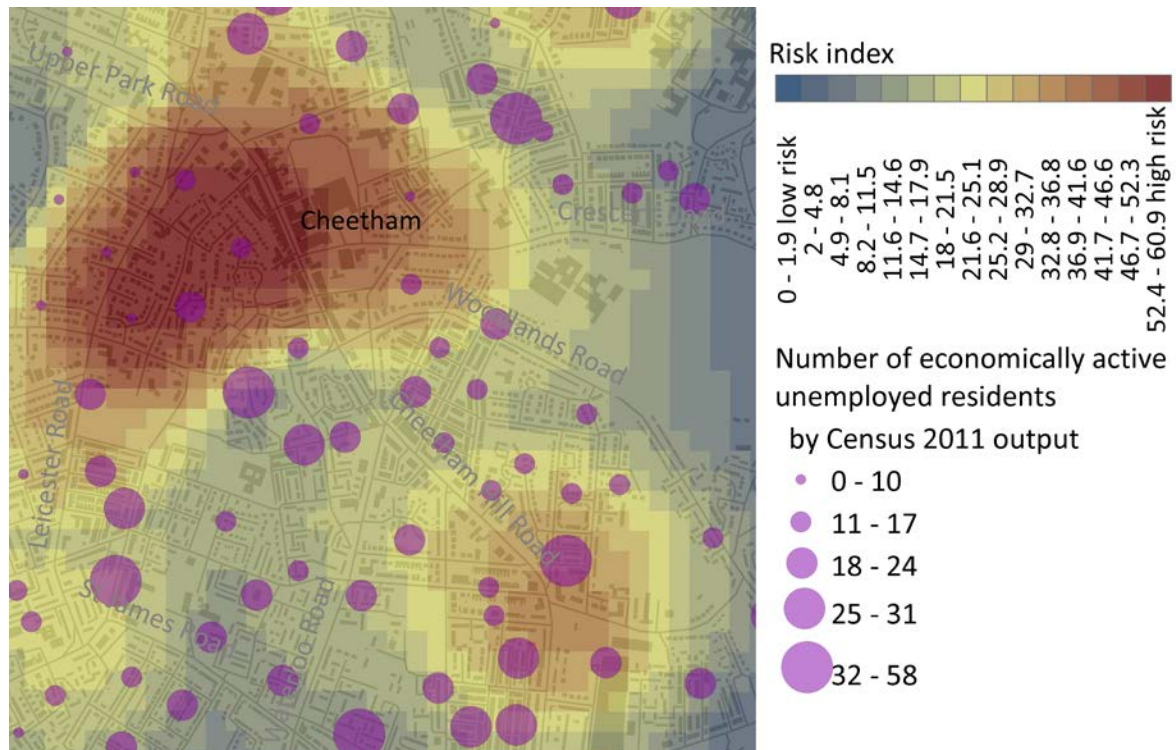 Upper Park Road
Cheetham
Woodlands Road
Leicester Road
Cheetham Hill Road
Risk index
0 - 1.9 low risk
2 - 4.8
4.9 - 8.1
8.2 - 11.5
11.6 - 14.6
14.7 - 17.9
18 - 21.5
21.6 - 25.1
25.2 - 28.9
29 - 32.7
32.8 - 36.8
36.9 - 41.6
41.7 - 46.6
46.7 - 52.3
52.4 - 60.9 high risk
Number of economically active
unemployed residents
by Census 2011 output
0 - 10
11 - 17
18 - 24
25 - 31
32 - 58